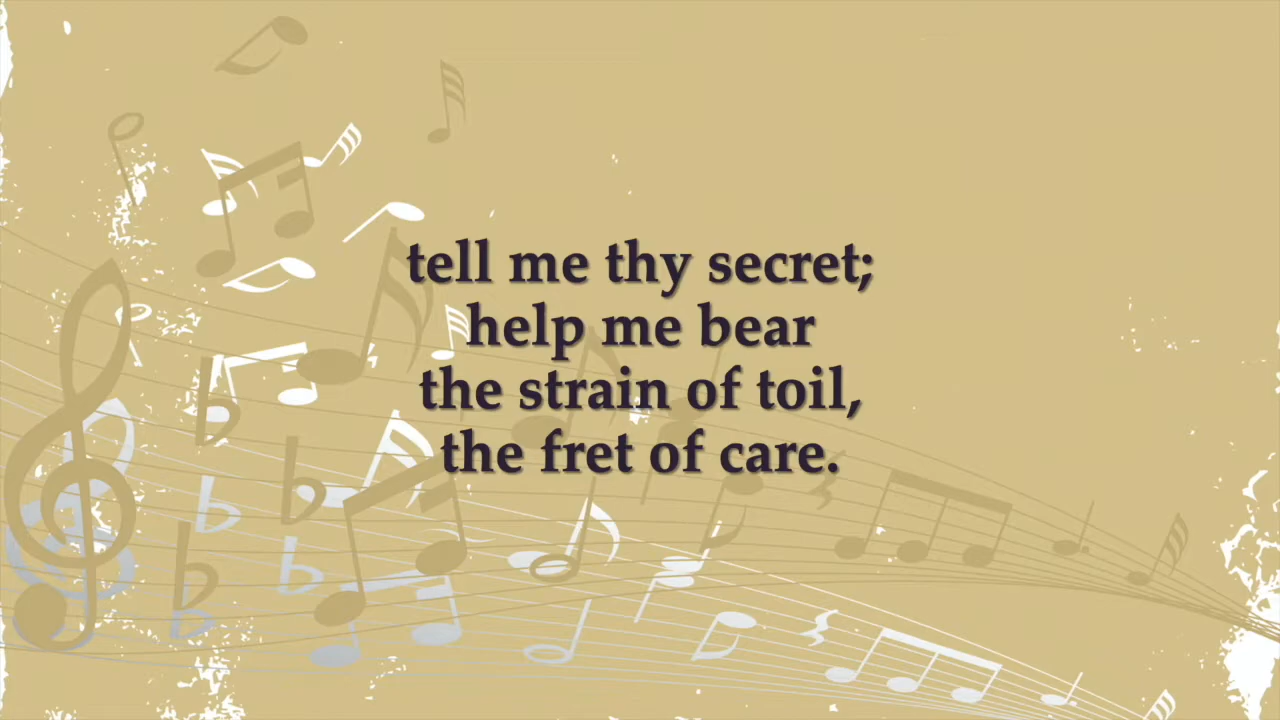 tell me thy secret;
help me bear
the strain of toil,
the fret of care.